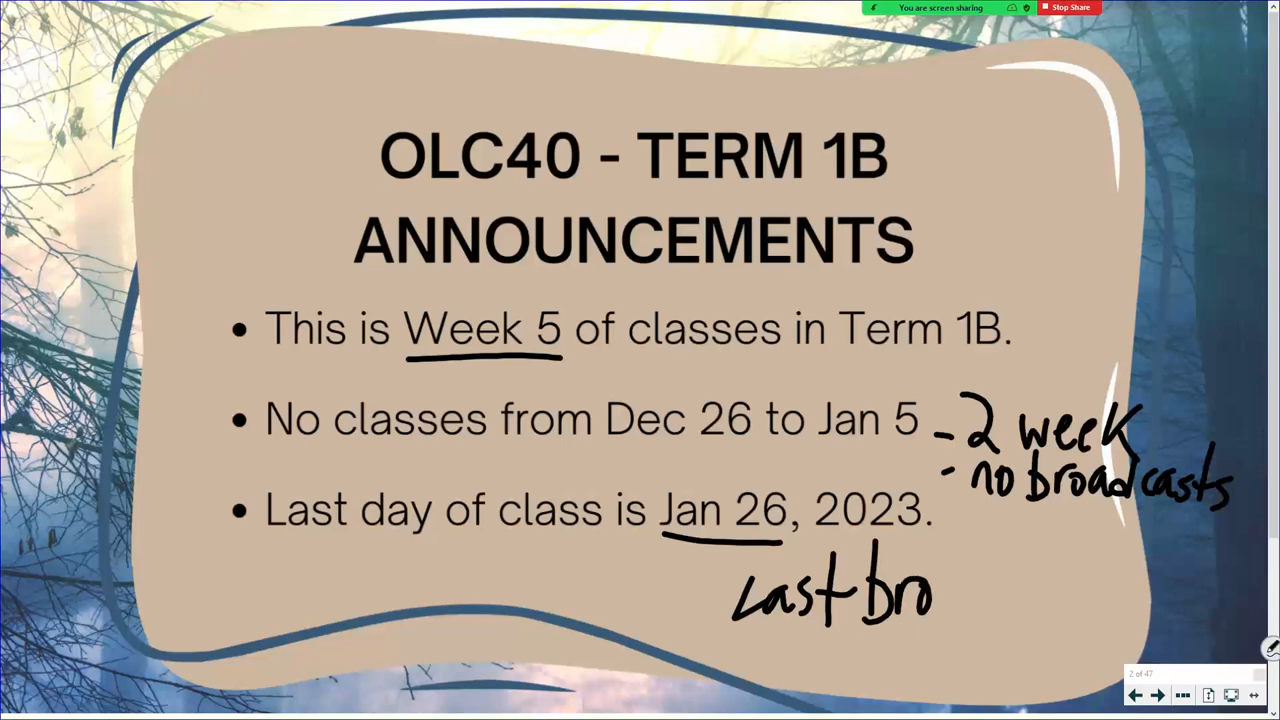 You are screen sharing
Stop Share
OLC40 - TERM 1B
ANNOUNCEMENTS
• This is Week 5 of classes in Term 1B.
• No classes from Dec 26 to Jan 5
- 2 week
- no broadcasts
• Last day of class is Jan 26, 2023.
Last bro
2 of 47